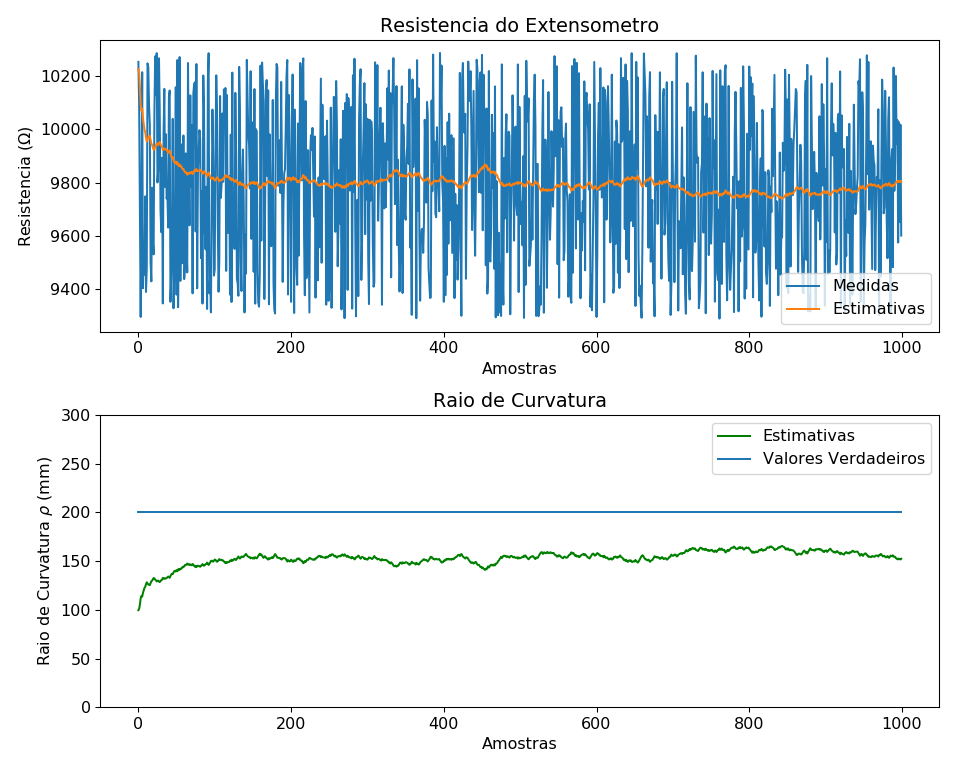 Resistencia do Extensometro
Resistencia (Ω)
10200
10000
9800
9600
9400
0 200 400 600 800 1000
Amostras
Medidas
Estimativas
Raio de Curvatura
Raio de Curvatura ρ (mm)
300
250
200
150
100
50
0
0 200 400 600 800 1000
Amostras
Estimativas
Valores Verdadeiros